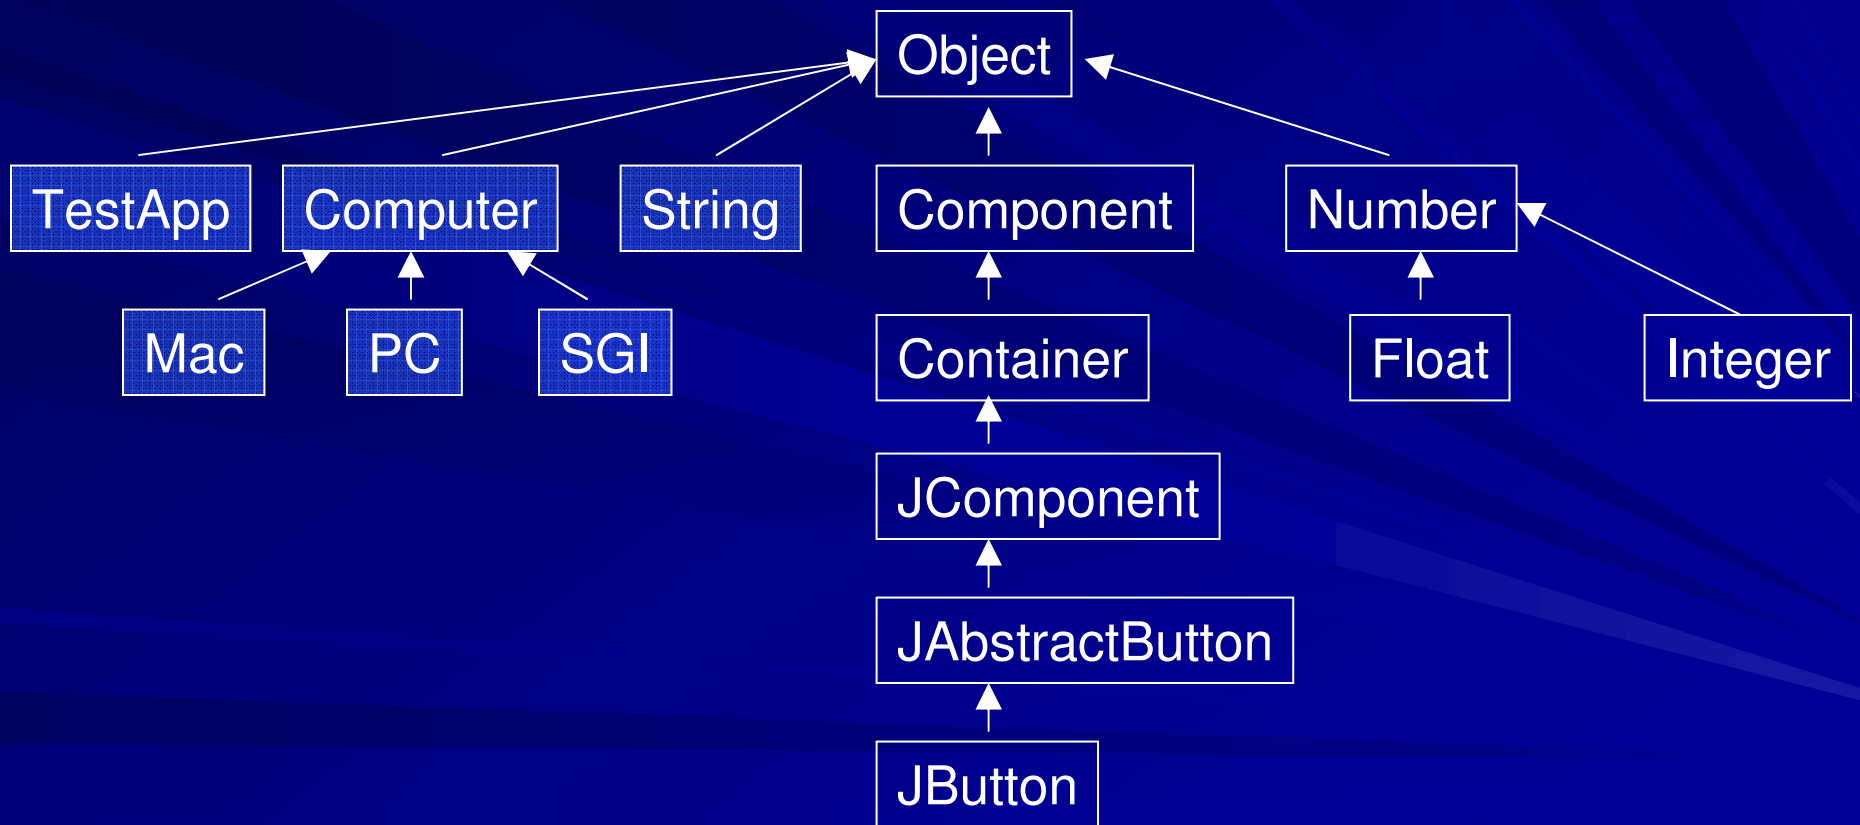 Object
TestApp
Computer
String
Component
Number
Mac
PC
SGI
Container
Float
Integer
JComponent
JAbstractButton
JButton